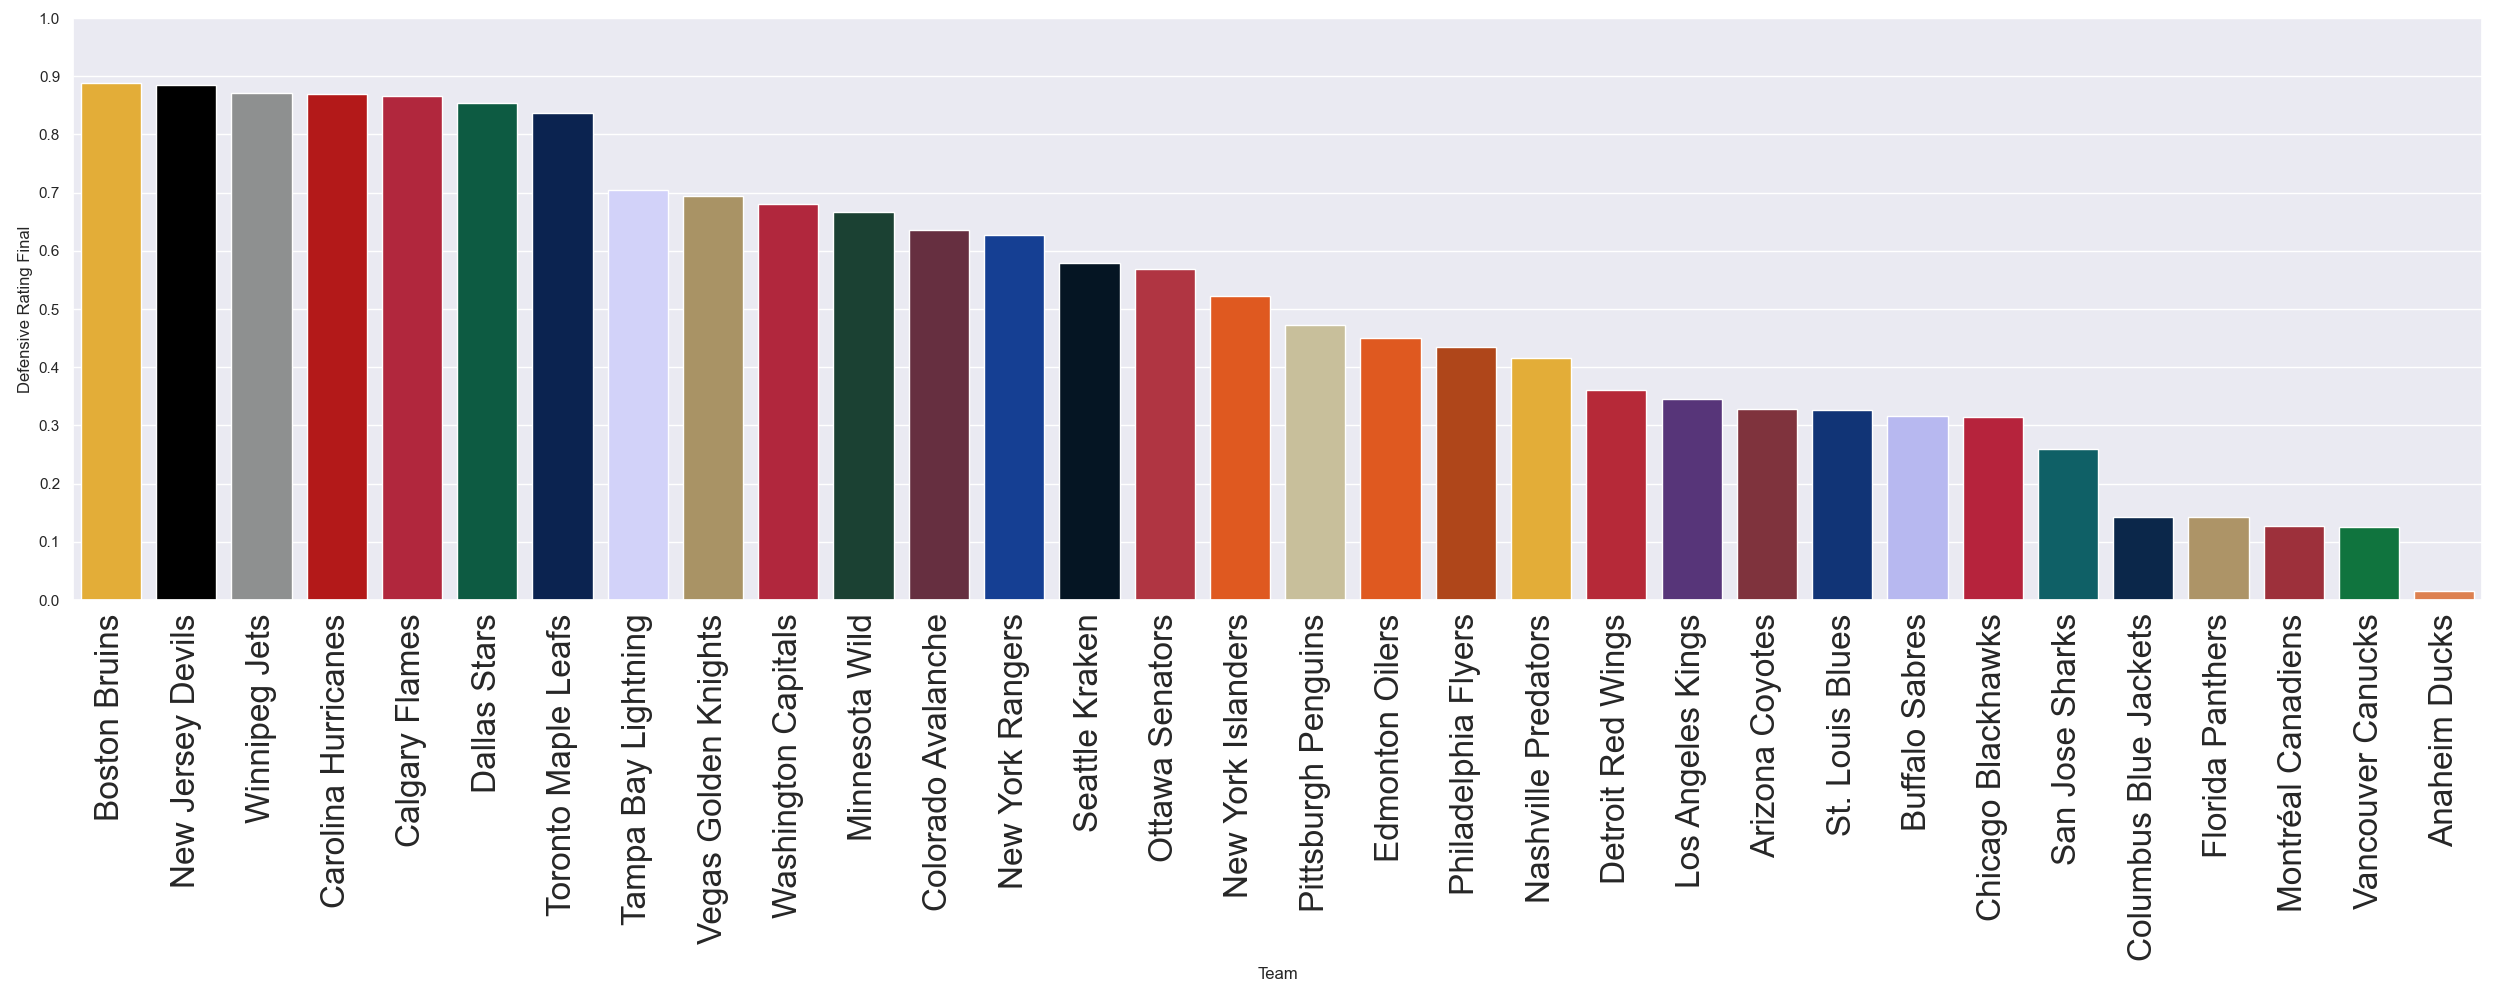 1.0
0.9
0.8
0.7
0.6
0.5
0.4
0.3
0.2
0.1
0.0
Defensive Rating Final
Boston Bruins
New Jersey Devils
Winnipeg Jets
Carolina Hurricanes
Calgary Flames
Dallas Stars
Toronto Maple Leafs
Tampa Bay Lightning
Vegas Golden Knights
Washington Capitals
Minnesota Wild
Colorado Avalanche
New York Rangers
Seattle Kraken
Ottawa Senators
New York Islanders
Pittsburgh Penguins
Edmonton Oilers
Philadelphia Flyers
Nashville Predators
Detroit Red Wings
Los Angeles Kings
Arizona Coyotes
St. Louis Blues
Buffalo Sabres
Chicago Blackhawks
San Jose Sharks
Columbus Blue Jackets
Florida Panthers
Montréal Canadiens
Vancouver Canucks
Anaheim Ducks
Team